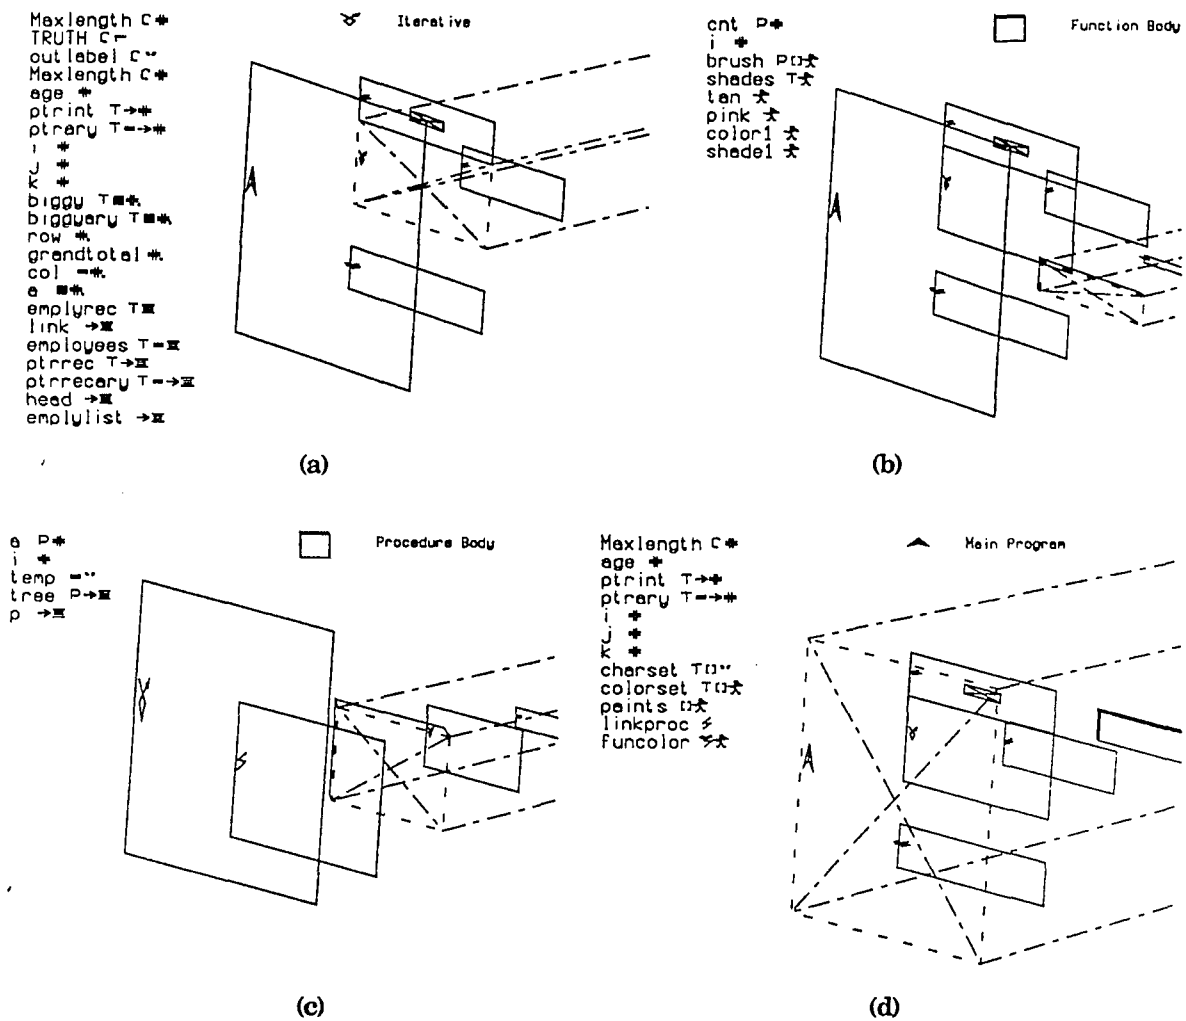 Maxlength C#
TRUTH C
outlabel C"
Maxlength C#
age #
ptrint T→#
ptrary T=→#
i #
j #
k #
biggy T
bigguary T
row
grandtotal
col
a
emplyrec T
link →
employees T
ptrrec T→
ptrrecary T=→
head →
emplylist →
Iterative
(a)
cnt P#
i #
brush P
shades T
tan
pink
color1
shade1
Function Body
(b)
a P#
i #
temp ="
tree P→
p →
Procedure Body
(c)
Maxlength C#
age #
ptrint T→#
ptrary T=→#
i #
j #
k #
charset T"
colorset T
paints
linkproc
funcolor
Main Program
(d)